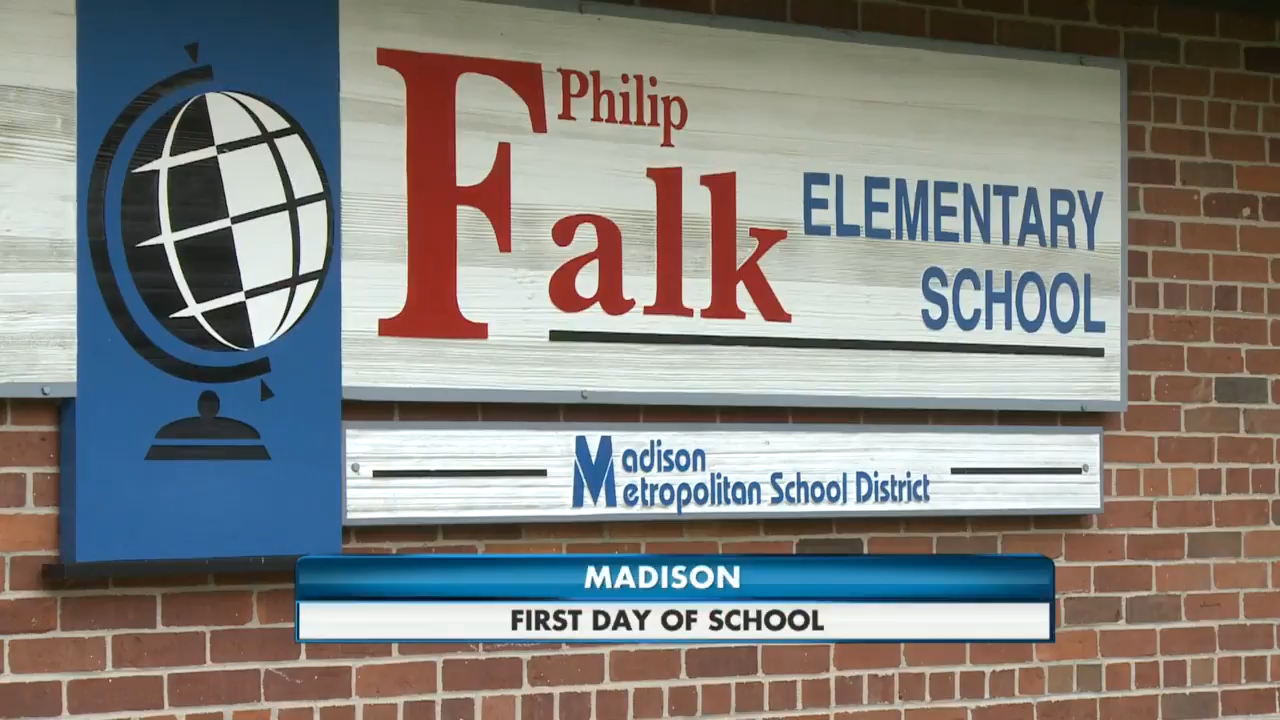 Philip
Falk
ELEMENTARY
SCHOOL
Madison
Metropolitan School District
MADISON
FIRST DAY OF SCHOOL